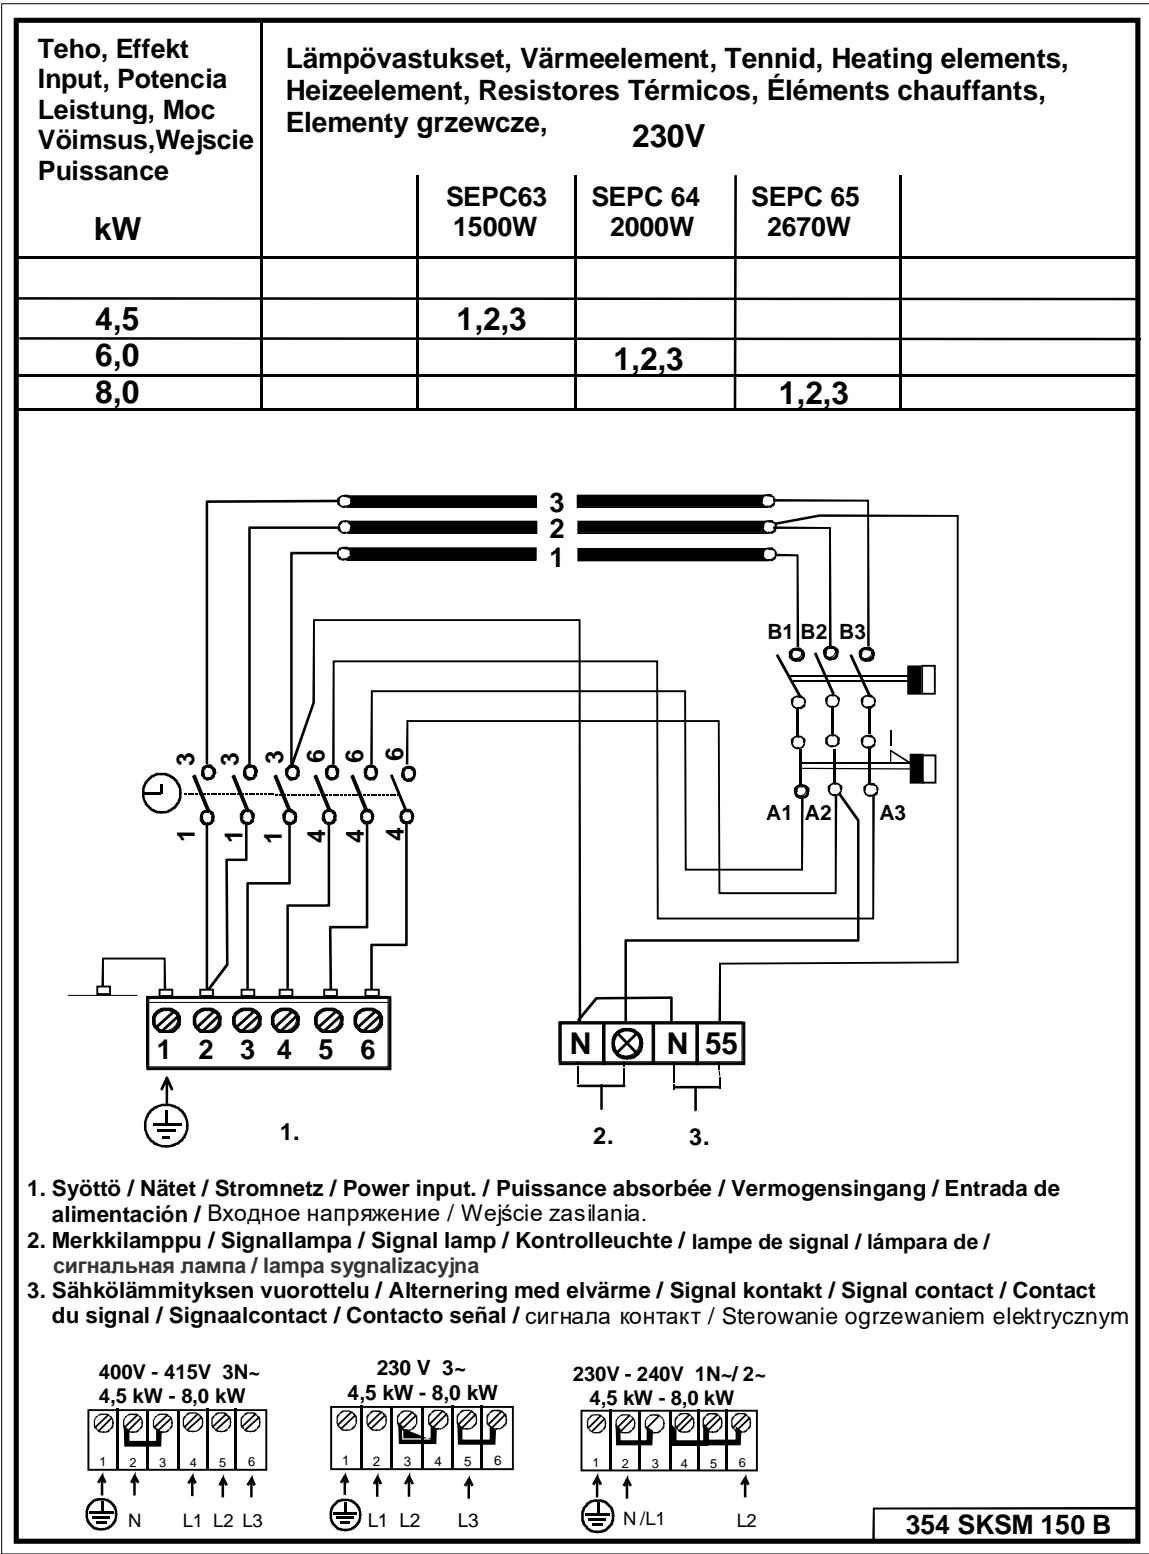 Teho, Effekt
Input, Potencia
Leistung, Moc
Vöimsus,Wejscie
Puissance
kW
Lämpövastukset, Värmeelement, Tennid, Heating elements,
Heizeelement, Resistores Térmicos, Éléments chauffants,
Elementy grzewcze, 230V
SEPC63 SEPC 64 SEPC 65
1500W 2000W 2670W
4,5 1,2,3
6,0 1,2,3
8,0 1,2,3
3
2
1
B1 B2 B3
3 3 3 6 6 6
1 1 1 4 4 4
A1 A2 A3
1 2 3 4 5 6
N N 55
1. 2. 3.
1. Syöttö / Nätet / Stromnetz / Power input. / Puissance absorbée / Vermogensingang / Entrada de
alimentación / Входное напряжение / Wejście zasilania.
2. Merkkilamppu / Signallampa / Signal lamp / Kontrolleuchte / lampe de signal / lámpara de /
сигнальная лампа / lampa sygnalizacyjna
3. Sähkölämmityksen vuorottelu / Alternering med elvärme / Signal kontakt / Signal contact / Contact
du signal / Signaalcontact / Contacto señal / сигнала контакт / Sterowanie ogrzewaniem elektrycznym
400V - 415V 3N~
4,5 kW - 8,0 kW
1 2 3 4 5 6
N L1 L2 L3
230 V 3~
4,5 kW - 8,0 kW
1 2 3 4 5 6
L1 L2 L3
230V - 240V 1N~/ 2~
4,5 kW - 8,0 kW
1 2 3 4 5 6
N /L1 L2
354 SKSM 150 B